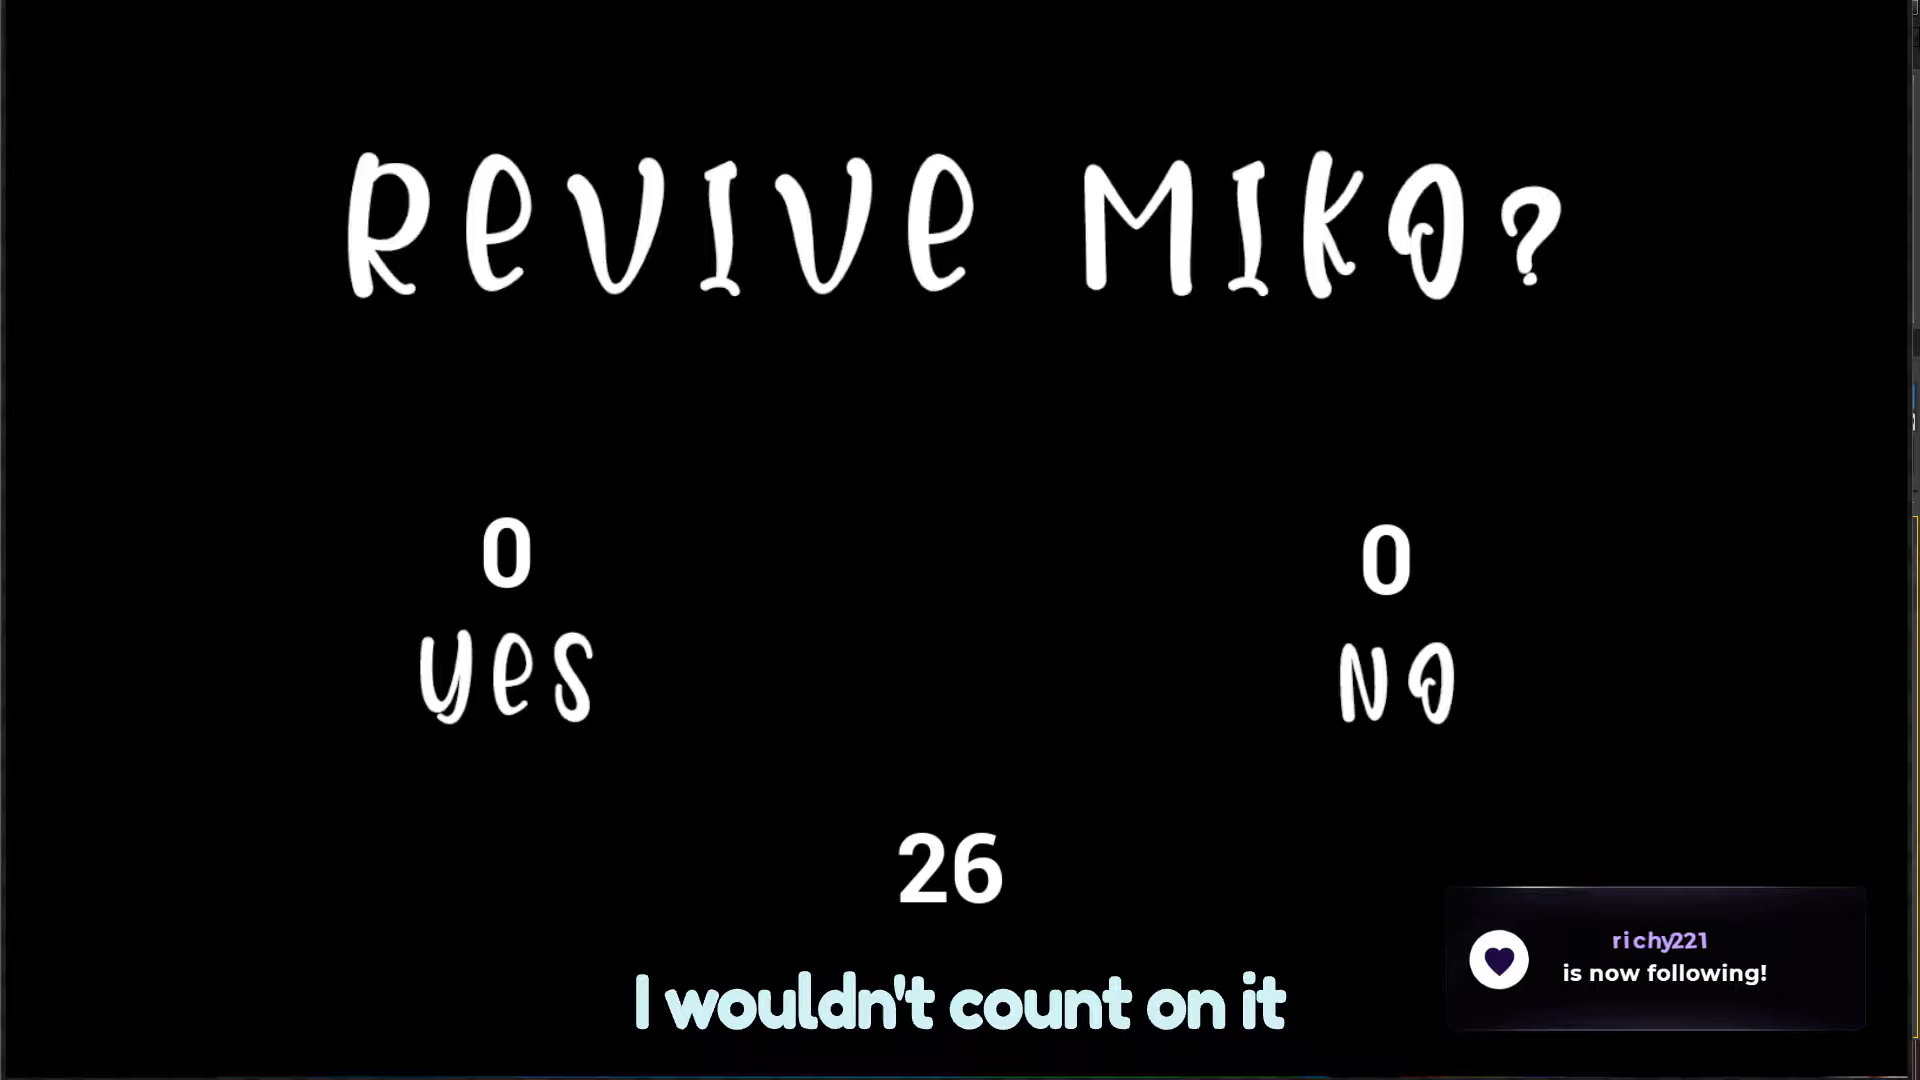 REVIVE MIKO?
0
0
YES
NO
26
richy221
is now following!
I wouldn't count on it